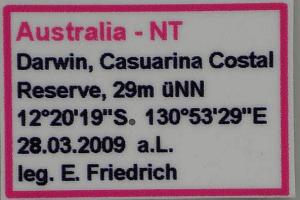 Australia - NT
Darwin, Casuarina Costal
Reserve, 29m üNN
12°20'19"S. 130°53'29"E
28.03.2009 a.L.
leg. E. Friedrich